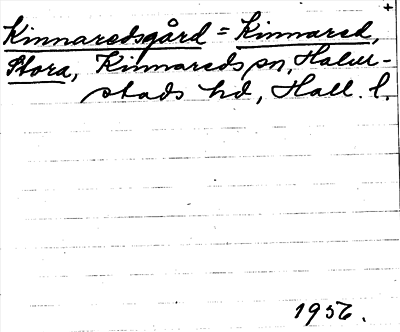 +
Kinnaredsgård = Kinnared,
Stora, Kinnareds sn, Halm-
stads hd, Hall. l.
1956.